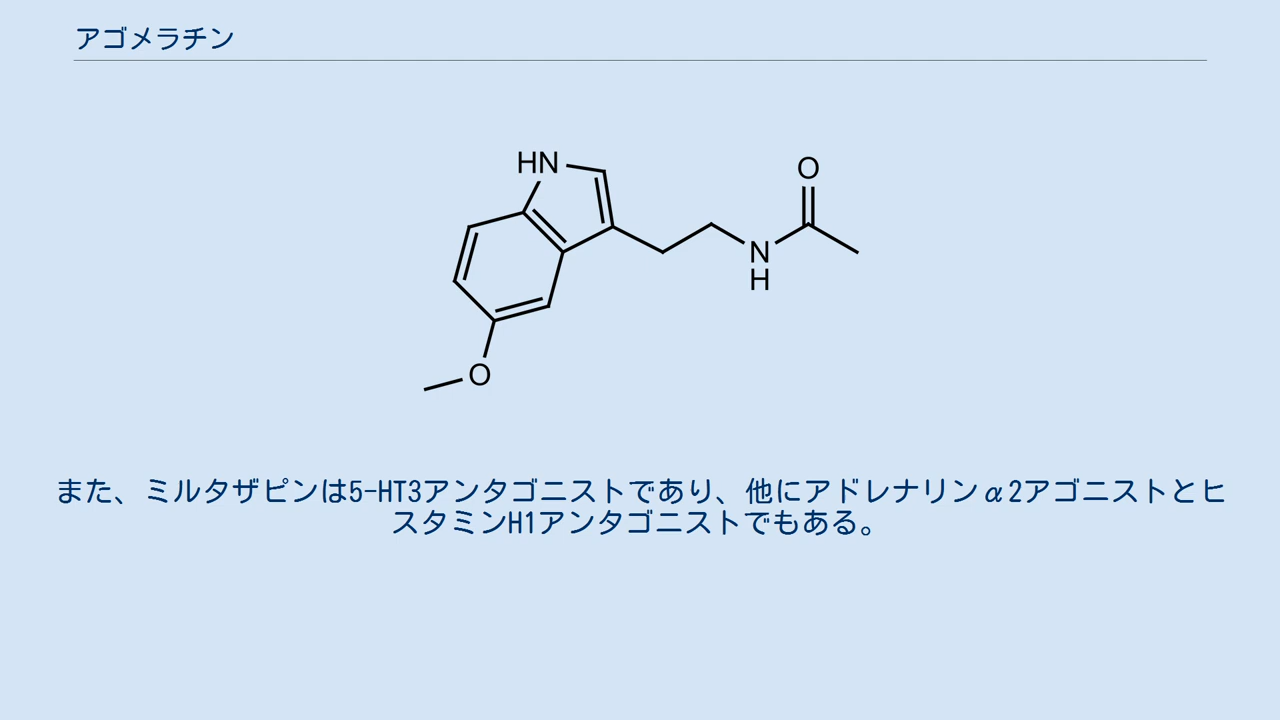 アゴメラチン
HN
O
N
H
O
また、ミルタザピンは5-HT3アンタゴニストであり、他にアドレナリンα2アゴニストとヒ
スタミンH1アンタゴニストでもある。